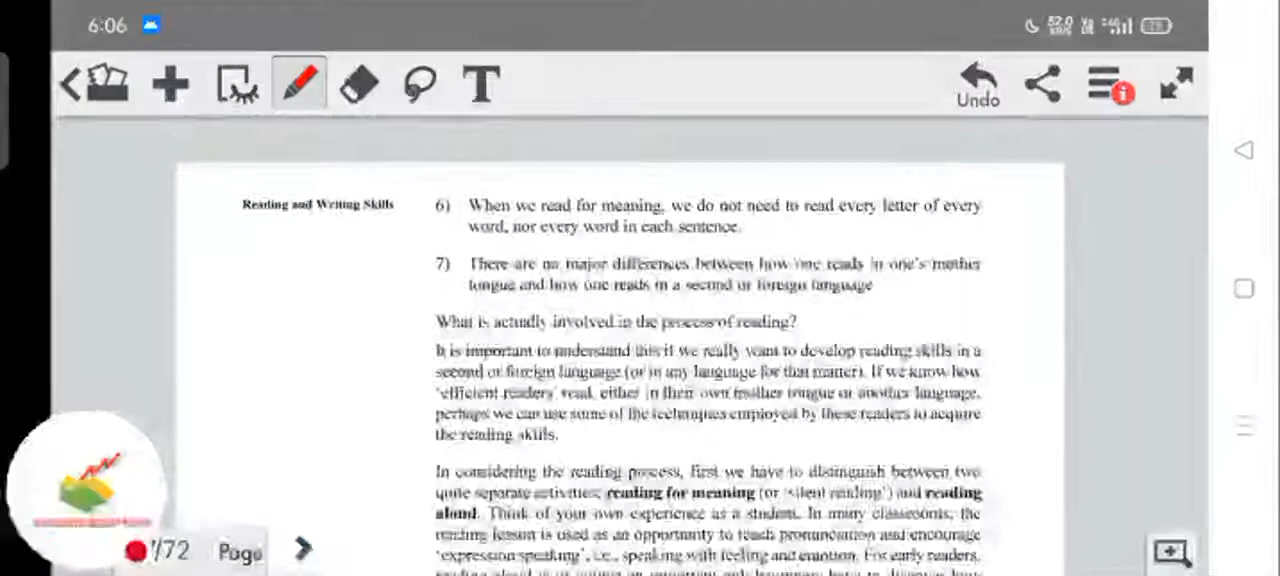 6:06
Undo
Reading and Writing Skills
6) When we read for meaning, we do not need to read every letter of every
word, nor every word in each sentence.
7) There are no major differences between how one reads in one's mother
tongue and how one reads in a second or foreign language
What is actually involved in the process of reading?
It is important to understand this if we really want to develop reading skills in a
second or foreign language (or in any language for that matter). If we know how
'efficient readers' read, either in their own mother tongue or another language,
perhaps we can use some of the techniques employed by these readers to acquire
the reading skills.
In considering the reading process, first we have to distinguish between two
quite separate activities: reading for meaning (or 'silent reading') and reading
aloud. Think of your own experience as a student. In many classrooms, the
reading lesson is used as an opportunity to teach pronunciation and encourage
'expression speaking', i.e., speaking with feeling and emotion. For early readers,
/72 Page